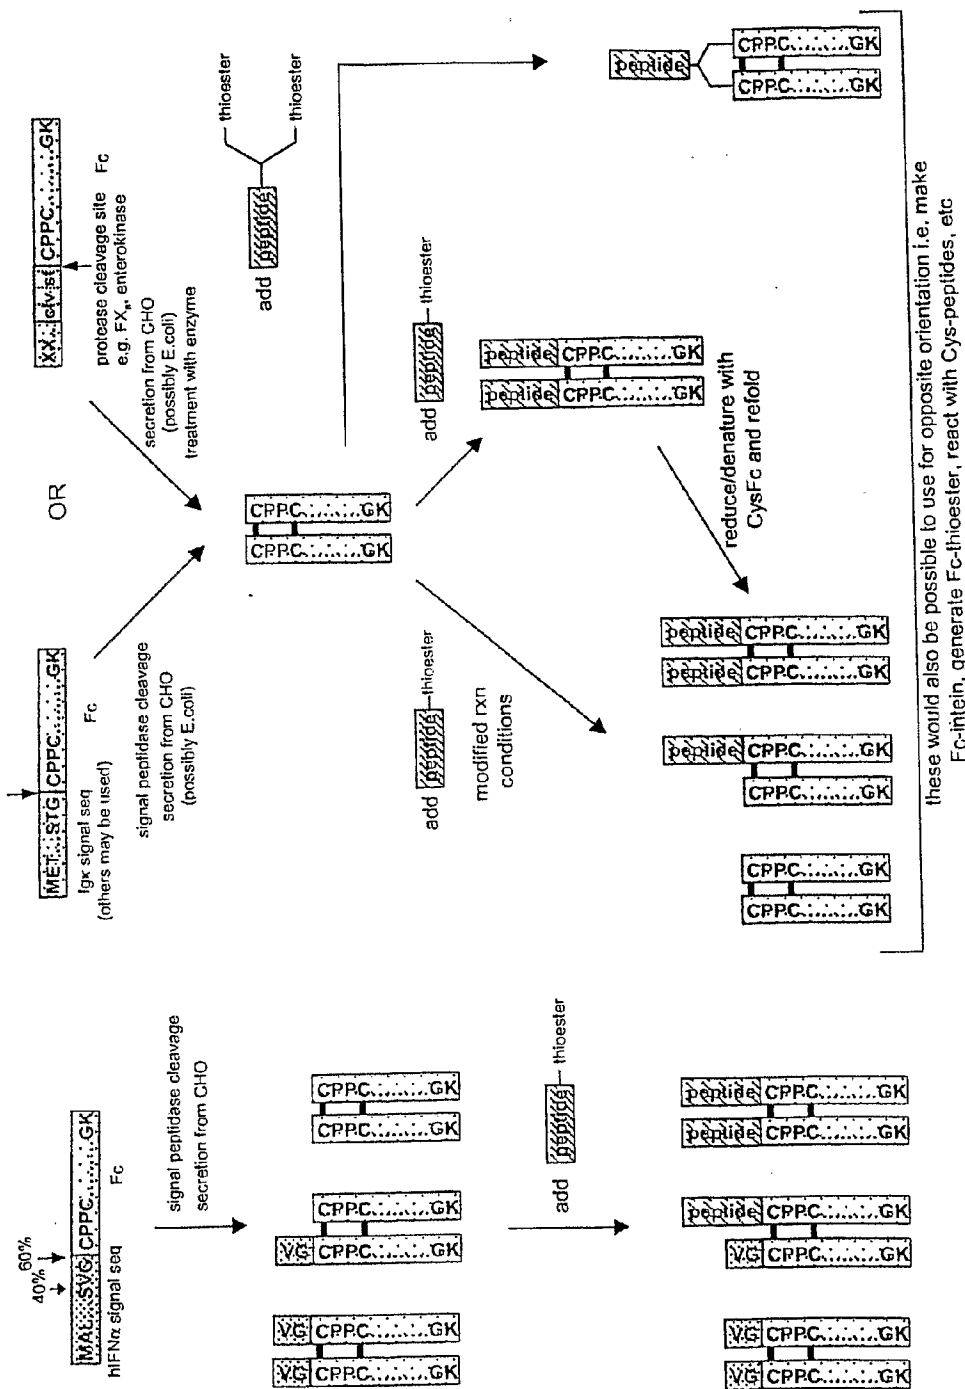 40%
60%
MAL...SVG CPPC.........GK
hIFNα signal seq
Fc
signal peptidase cleavage
secretion from CHO
VG CPPC.........GK
VG CPPC.........GK
VG CPPC.........GK
CPPC.........GK
CPPC.........GK
CPPC.........GK
add peptide thioester
VG CPPC.........GK
VG CPPC.........GK
VG CPPC.........GK
peptide CPPC.........GK
peptide CPPC.........GK
peptide CPPC.........GK
MET...STG CPPC.........GK
Igκ signal seq
(others may be used)
Fc
signal peptidase cleavage
secretion from CHO
(possibly E.coli)
OR
XX... clv st CPPC.........GK
protease cleavage site
e.g. FXa, enterokinase
Fc
secretion from CHO
(possibly E.coli)
treatment with enzyme
CPPC.........GK
CPPC.........GK
add peptide thioester
modified rxn
conditions
add peptide thioester
add peptide thioester
thioester
peptide CPPC.........GK
peptide CPPC.........GK
reduce/denature with
CysFc and refold
CPPC.........GK
CPPC.........GK
CPPC.........GK
peptide CPPC.........GK
peptide CPPC.........GK
peptide CPPC.........GK
peptide
CPPC.........GK
CPPC.........GK
these would also be possible to use for opposite orientation i.e. make
Fc-intein, generate Fc-thioester, react with Cys-peptides, etc